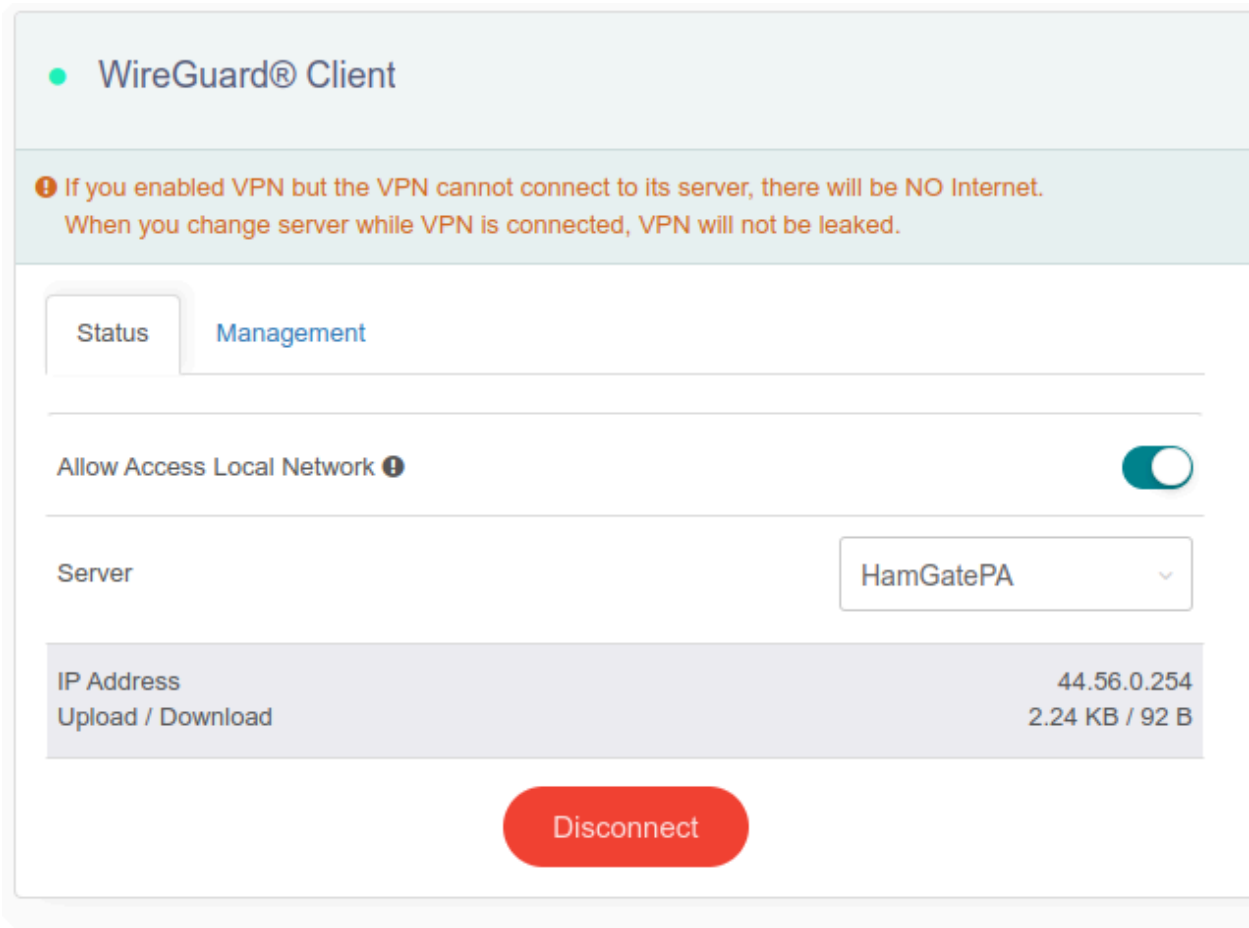 WireGuard® Client
If you enabled VPN but the VPN cannot connect to its server, there will be NO Internet.
When you change server while VPN is connected, VPN will not be leaked.
Status Management
Allow Access Local Network
Server HamGatePA
IP Address 44.56.0.254
Upload / Download 2.24 KB / 92 B
Disconnect